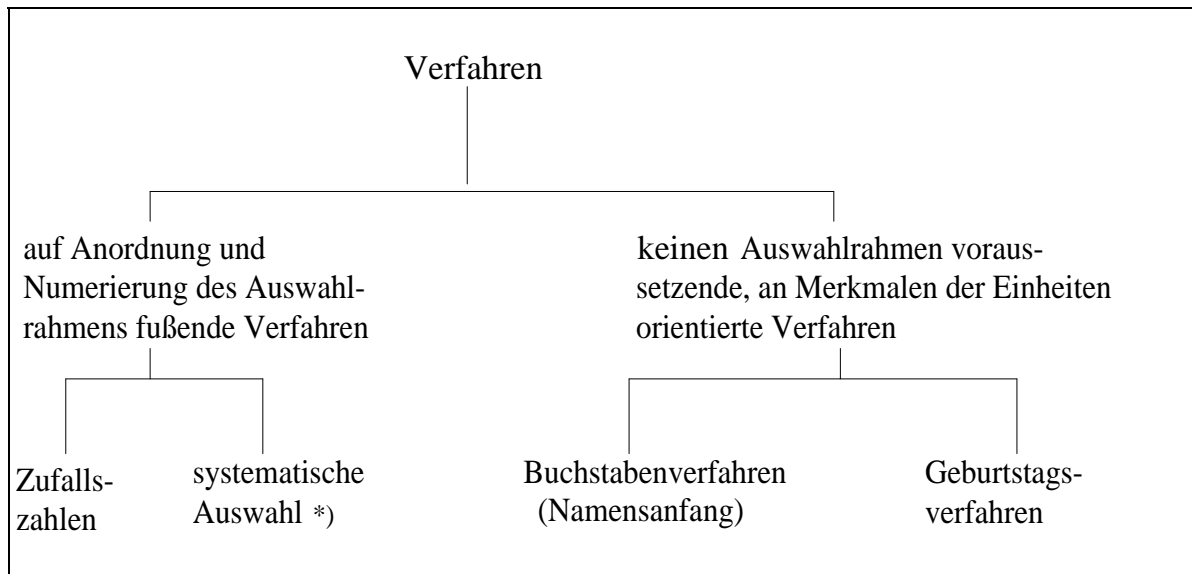 Verfahren
auf Anordnung und
Numerierung des Auswahl-
rahmens fußende Verfahren
keinen Auswahlrahmen voraus-
setzende, an Merkmalen der Einheiten
orientierte Verfahren
Zufalls-
zahlen
systematische
Auswahl *)
Buchstabenverfahren
(Namensanfang)
Geburtstags-
verfahren